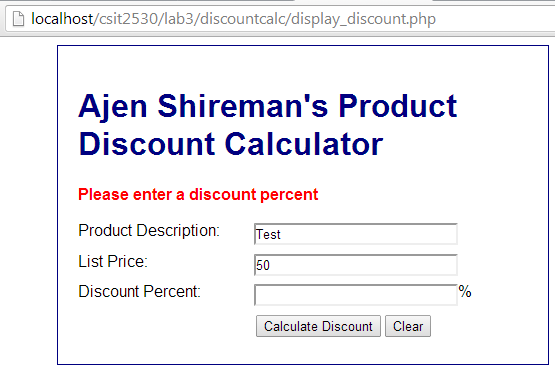 localhost/csit2530/lab3/discountcalc/display_discount.php
Ajen Shireman's Product
Discount Calculator
Please enter a discount percent
Product Description: Test
List Price: 50
Discount Percent: %
Calculate Discount Clear